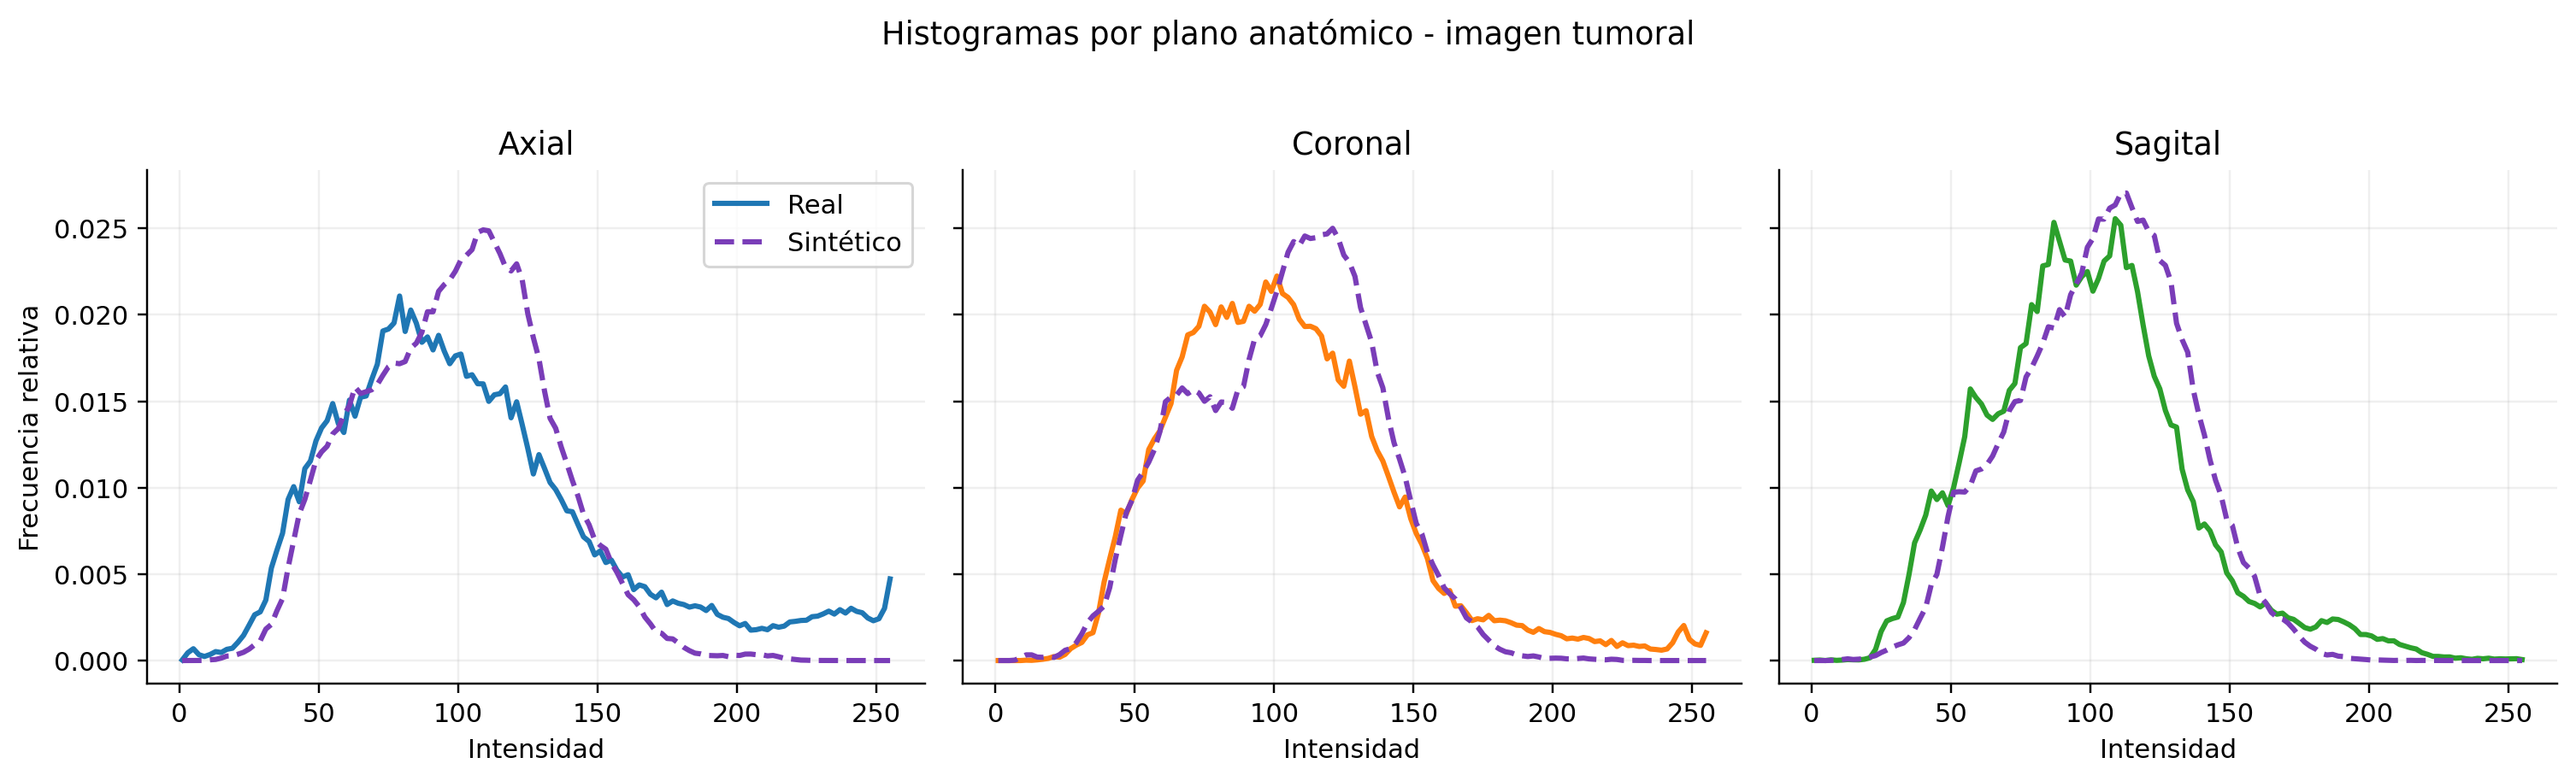 Histogramas por plano anatómico - imagen tumoral
Axial
Coronal
Sagital
Real
Sintético
Frecuencia relativa
0.025
0.020
0.015
0.010
0.005
0.000
0 50 100 150 200 250
0 50 100 150 200 250
0 50 100 150 200 250
Intensidad
Intensidad
Intensidad